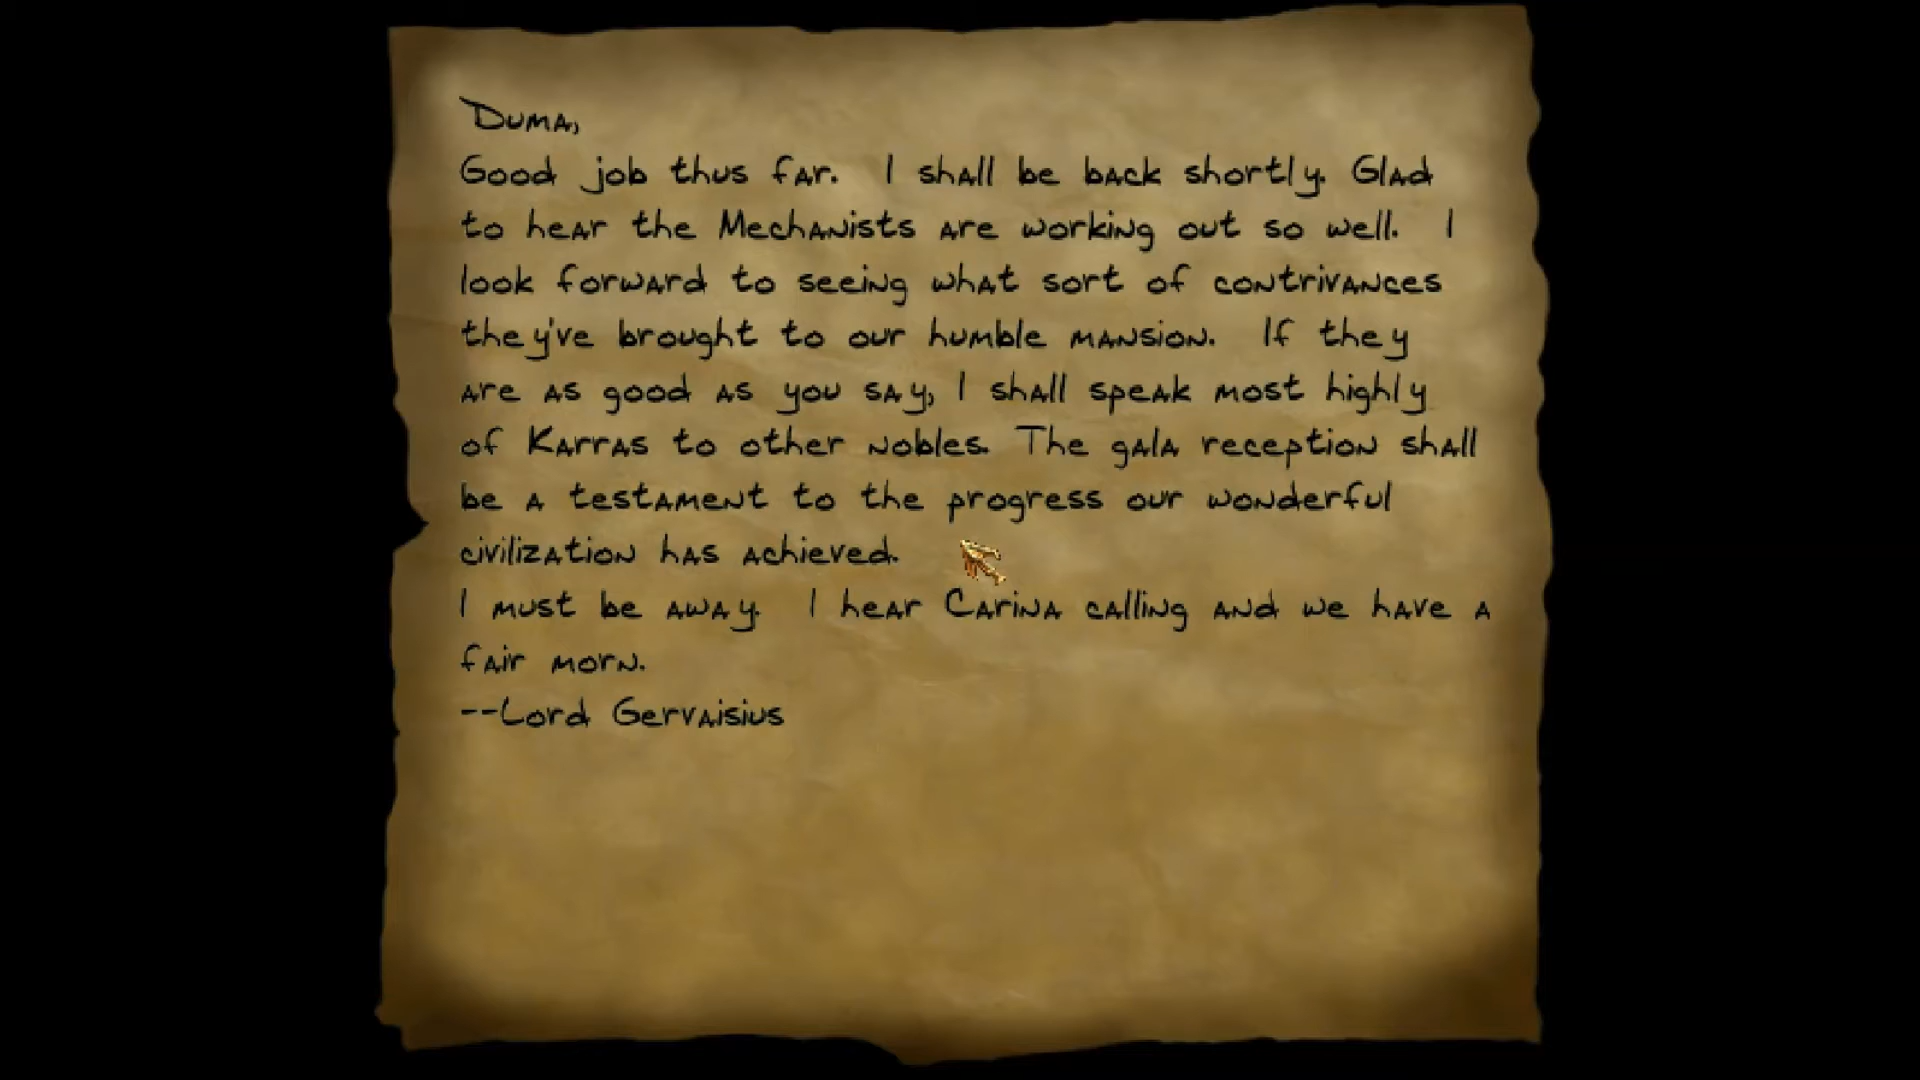 Duma,
Good job thus far.  I shall be back shortly. Glad
to hear the Mechanists are working out so well.  I
look forward to seeing what sort of contrivances
they've brought to our humble mansion.  If they
are as good as you say, I shall speak most highly
of Karras to other nobles. The gala reception shall
be a testament to the progress our wonderful
civilization has achieved.
I must be away.  I hear Carina calling and we have a
fair morn.
--Lord Gervaisius